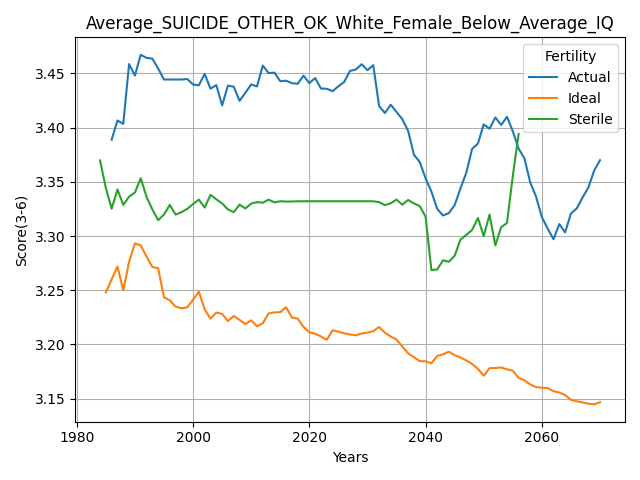 Average_SUICIDE_OTHER_OK_White_Female_Below_Average_IQ
Fertility
Actual
Ideal
Sterile
Score(3-6)
3.45
3.40
3.35
3.30
3.25
3.20
3.15
1980
2000
2020
2040
2060
Years